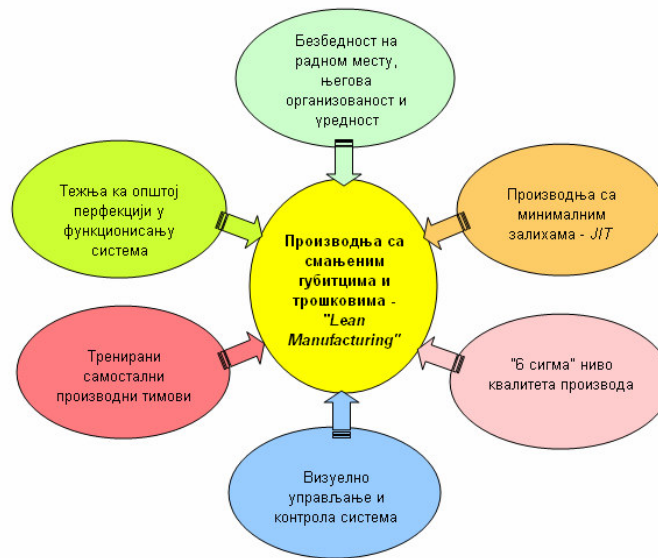 Безбедност на
радном месту,
његова
организованост и
уредност
Тежња ка општој
перфекцији у
функционисању
система
Производња са
минималним
залихама - JIT
Производња са
смањеним
губитцима и
трошковима -
"Lean
Manufacturing"
Тренирани
самостални
производни тимови
"6 сигма" ниво
квалитета производа
Визуелно
управљање и
контрола система